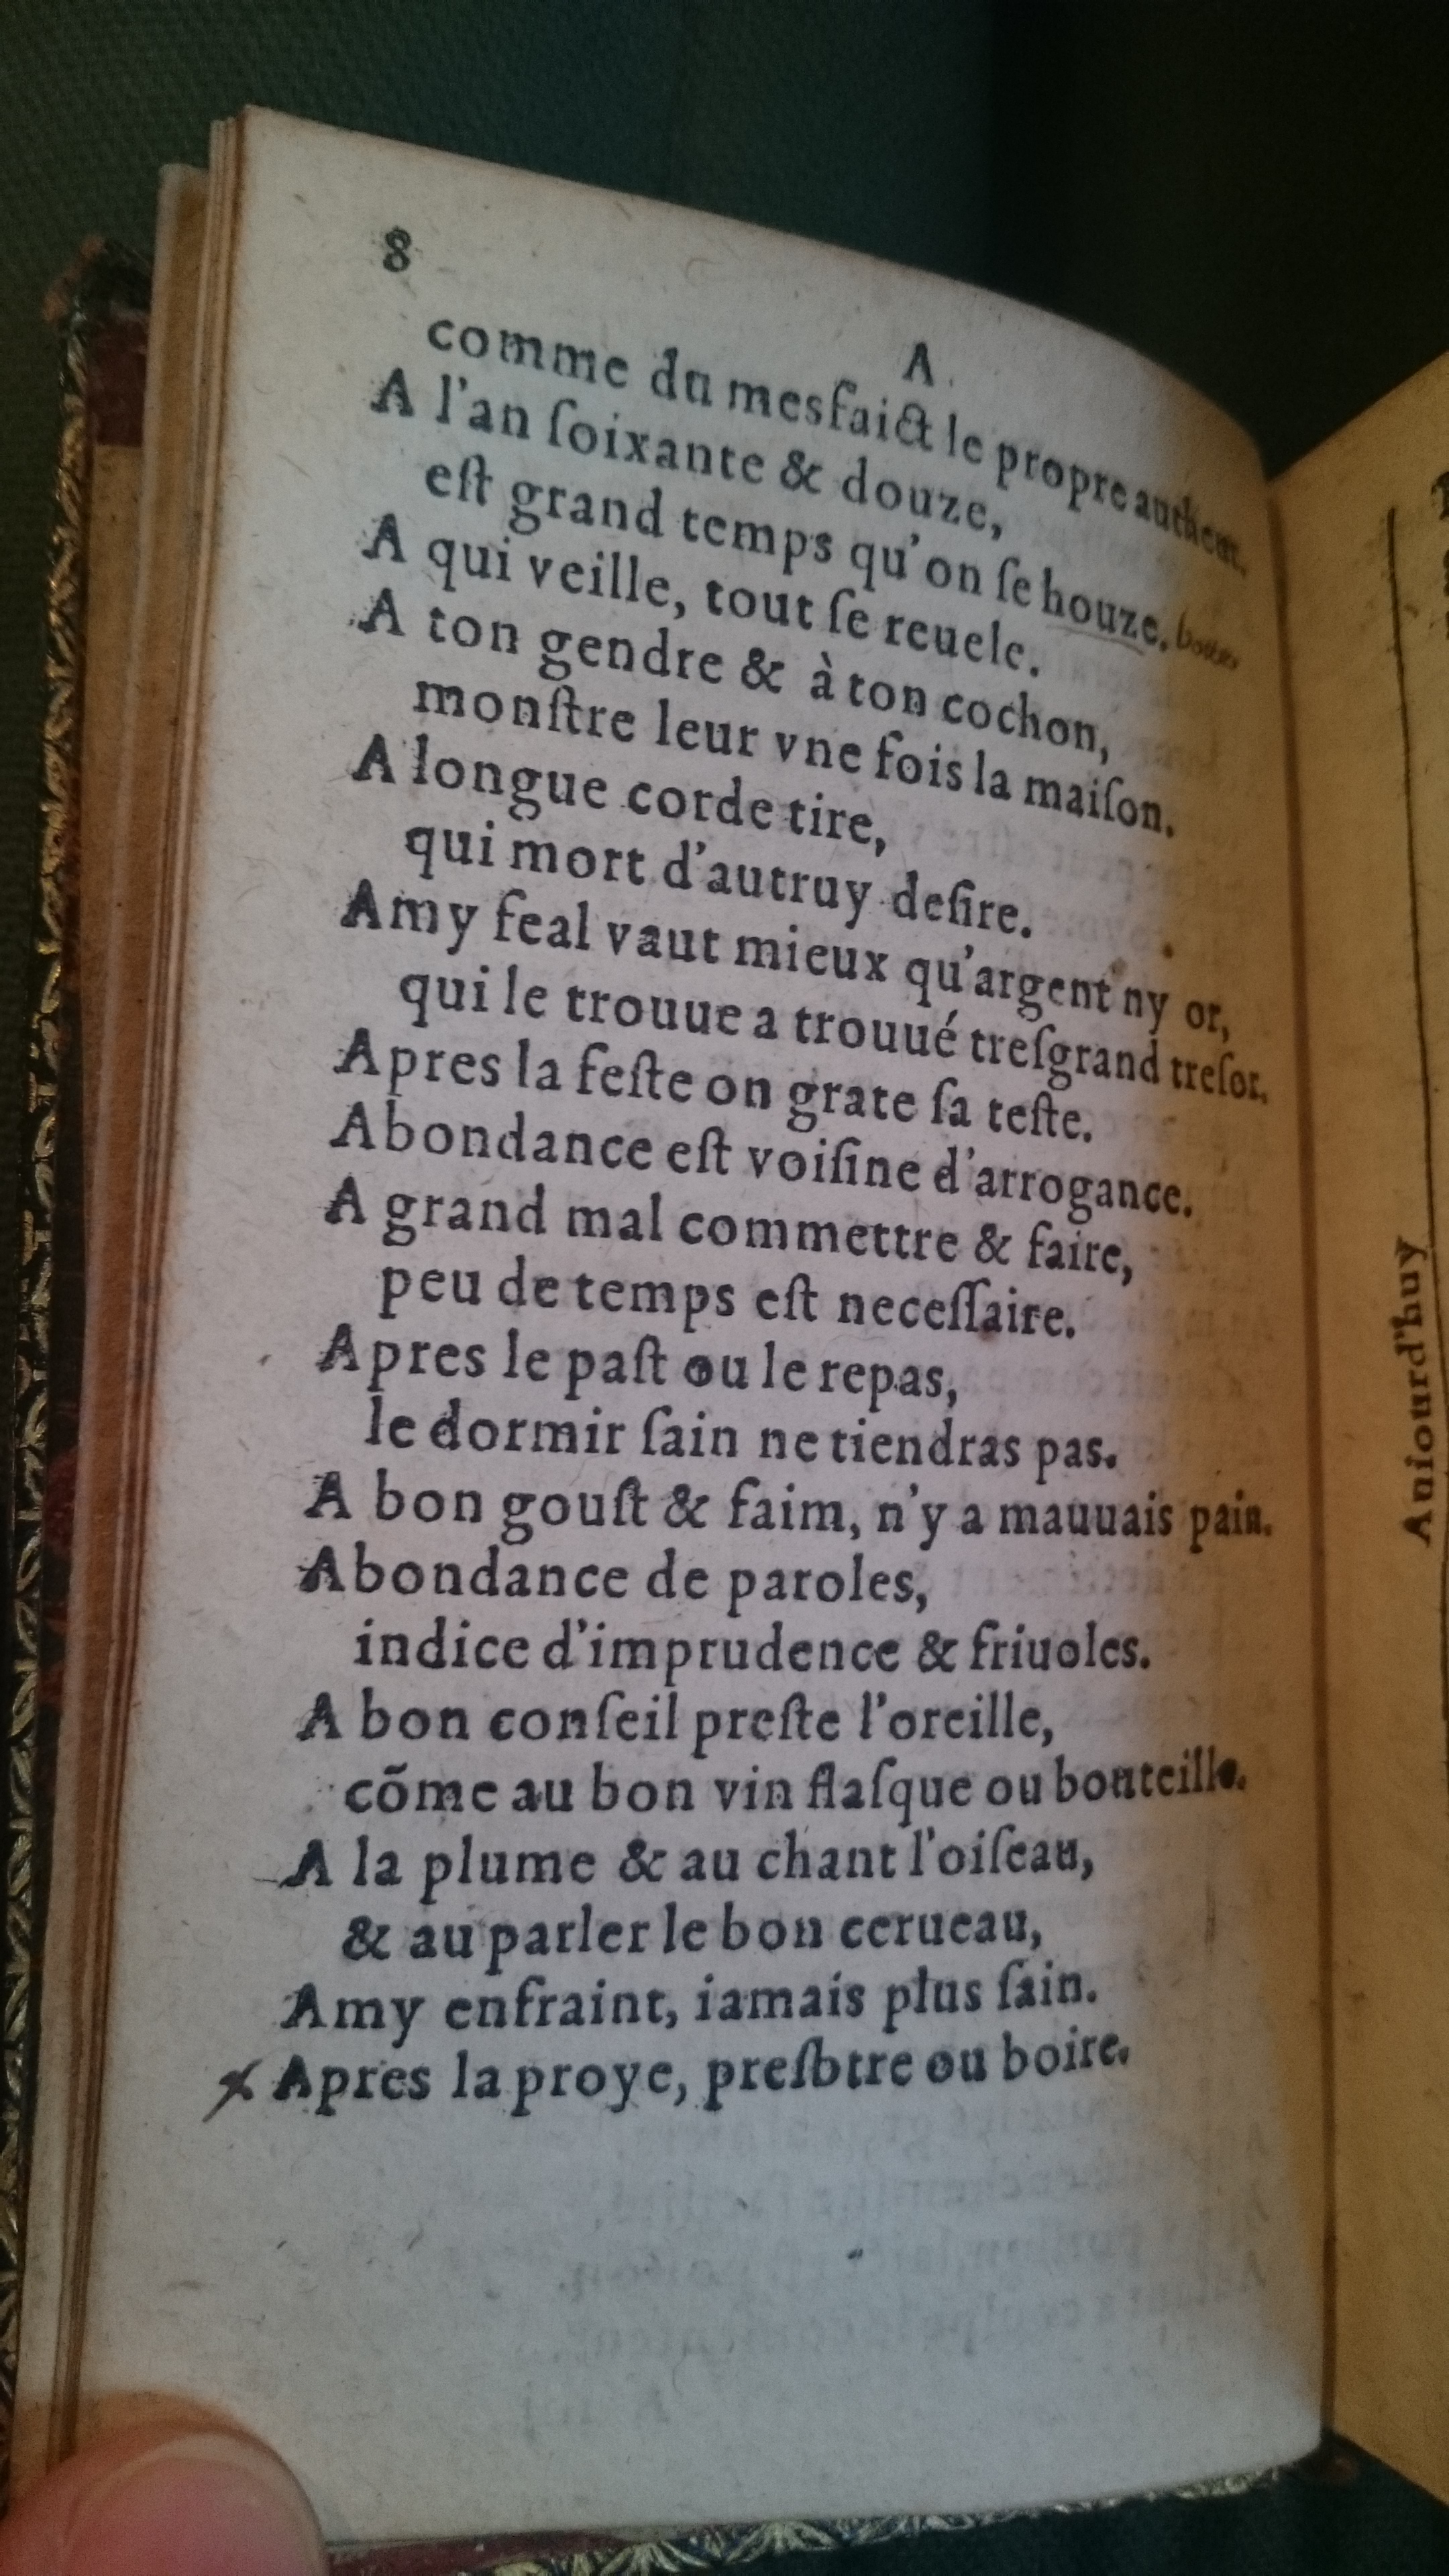 8
A
comme du mesfaict le propre autheur.
A l'an ſoixante & douze,
eſt grand temps qu'on ſe houze.
A qui veille, tout ſe reuele.
A ton gendre & à ton cochon,
monſtre leur vne fois la maiſon.
A longue corde tire,
qui mort d'autruy deſire.
Amy feal vaut mieux qu'argent ny or,
qui le trouue a trouué treſgrand treſor.
Apres la feſte on grate ſa teſte.
Abondance eſt voiſine d'arrogance.
A grand mal commettre & faire,
peu de temps eſt neceſſaire.
Apres le paſt ou le repas,
le dormir ſain ne tiendras pas.
A bon gouſt & faim, n'y a mauuais pain.
Abondance de paroles,
indice d'imprudence & friuoles.
A bon conſeil preſte l'oreille,
cõme au bon vin flaſque ou bouteille.
A la plume & au chant l'oiſeau,
& au parler le bon cerueau,
Amy enfraint, iamais plus ſain.
Apres la proye, preſbtre ou boire.
Auiourd'huy